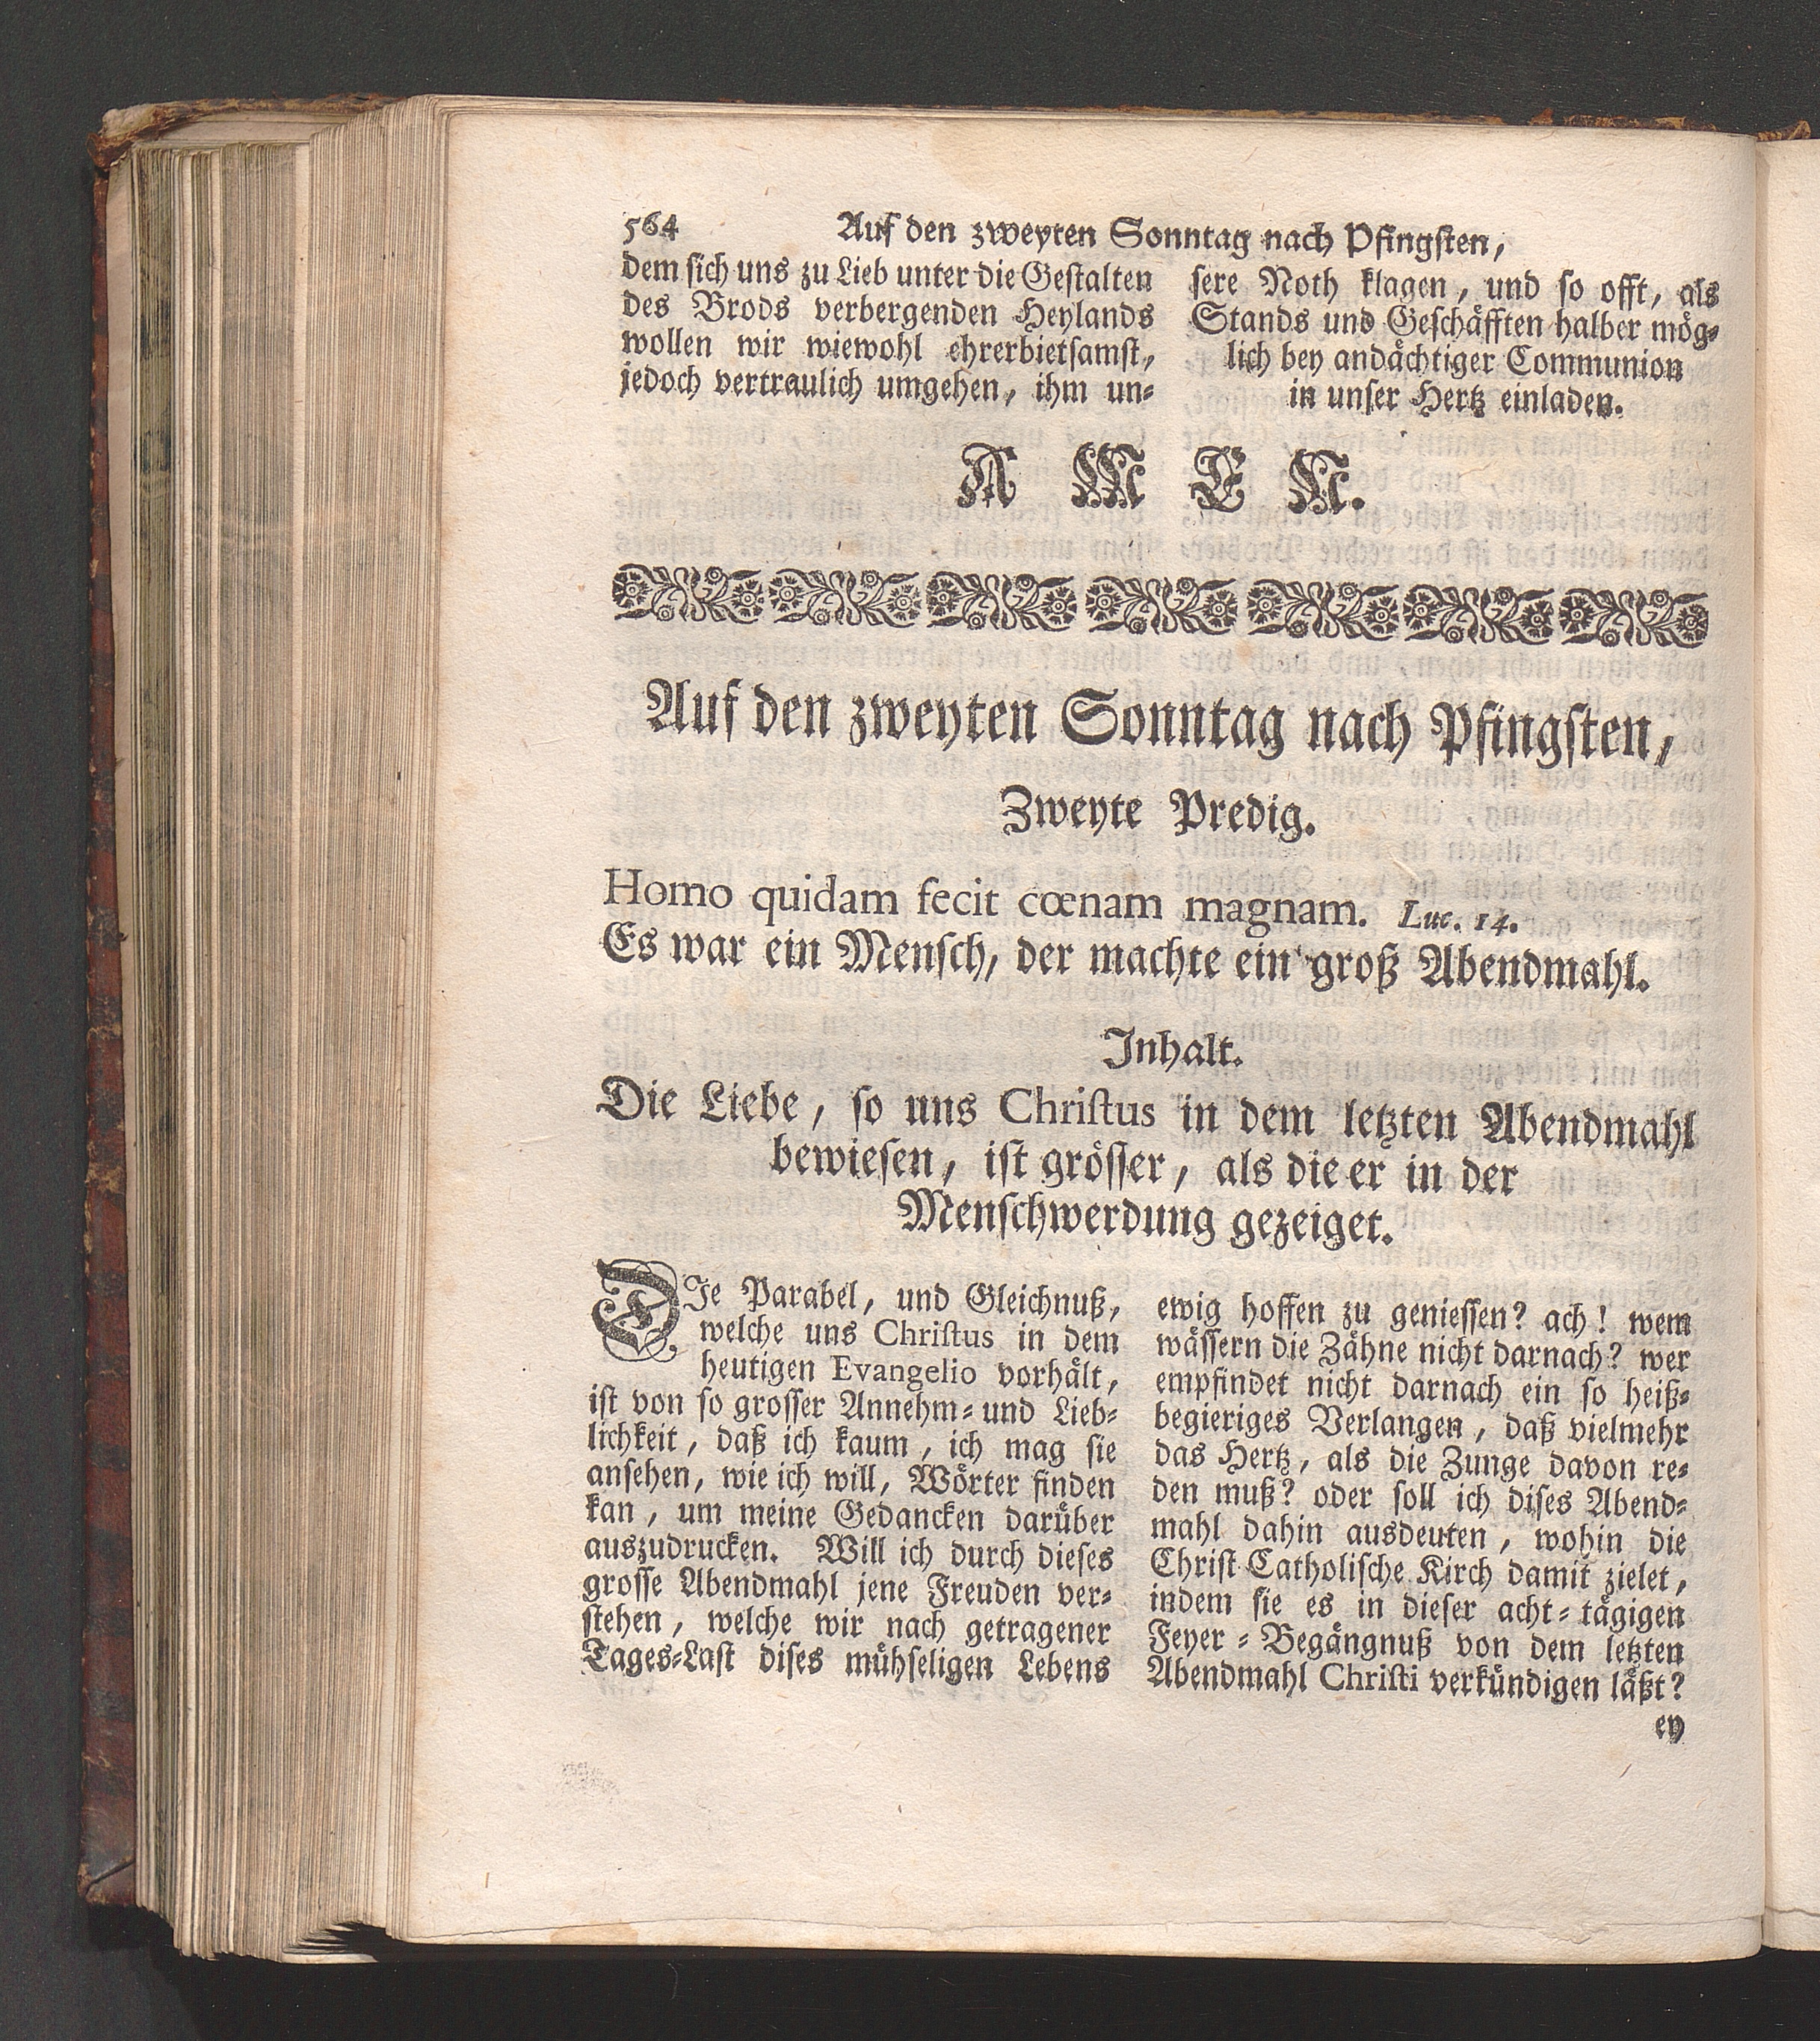 564 Auf den zweyten Sonntag nach Pfingsten,
dem sich uns zu Lieb unter die Gestalten
des Brods verbergenden Heylands
wollen wir wiewohl ehrerbietsamst,
jedoch vertraulich umgehen, ihm un-
sere Noth klagen, und so offt, als
Stands und Geschäfften halber mög-
lich bey andächtiger Communion
in unser Hertz einladen.
A M E N.
Auf den zweyten Sonntag nach Pfingsten,
Zweyte Predig.
Homo quidam fecit cœnam magnam. Luc. 14.
Es war ein Mensch, der machte ein groß Abendmahl.
Inhalt.
Die Liebe, so uns Christus in dem letzten Abendmahl
bewiesen, ist grösser, als die er in der
Menschwerdung gezeiget.
DIe Parabel, und Gleichnuß,
welche uns Christus in dem
heutigen Evangelio vorhält,
ist von so grosser Annehm- und Lieb-
lichkeit, daß ich kaum, ich mag sie
ansehen, wie ich will, Wörter finden
kan, um meine Gedancken darüber
auszudrucken. Will ich durch dieses
grosse Abendmahl jene Freuden ver-
stehen, welche wir nach getragener
Tages-Last dises mühseligen Lebens
ewig hoffen zu geniessen? ach! wem
wässern die Zähne nicht darnach? wer
empfindet nicht darnach ein so heiß-
begieriges Verlangen, daß vielmehr
das Hertz, als die Zunge davon re-
den muß? oder soll ich dises Abend-
mahl dahin ausdeuten, wohin die
Christ-Catholische Kirch damit zielet,
indem sie es in dieser acht-tägigen
Feyer-Begängnuß von dem letzten
Abendmahl Christi verkündigen läßt?
ey